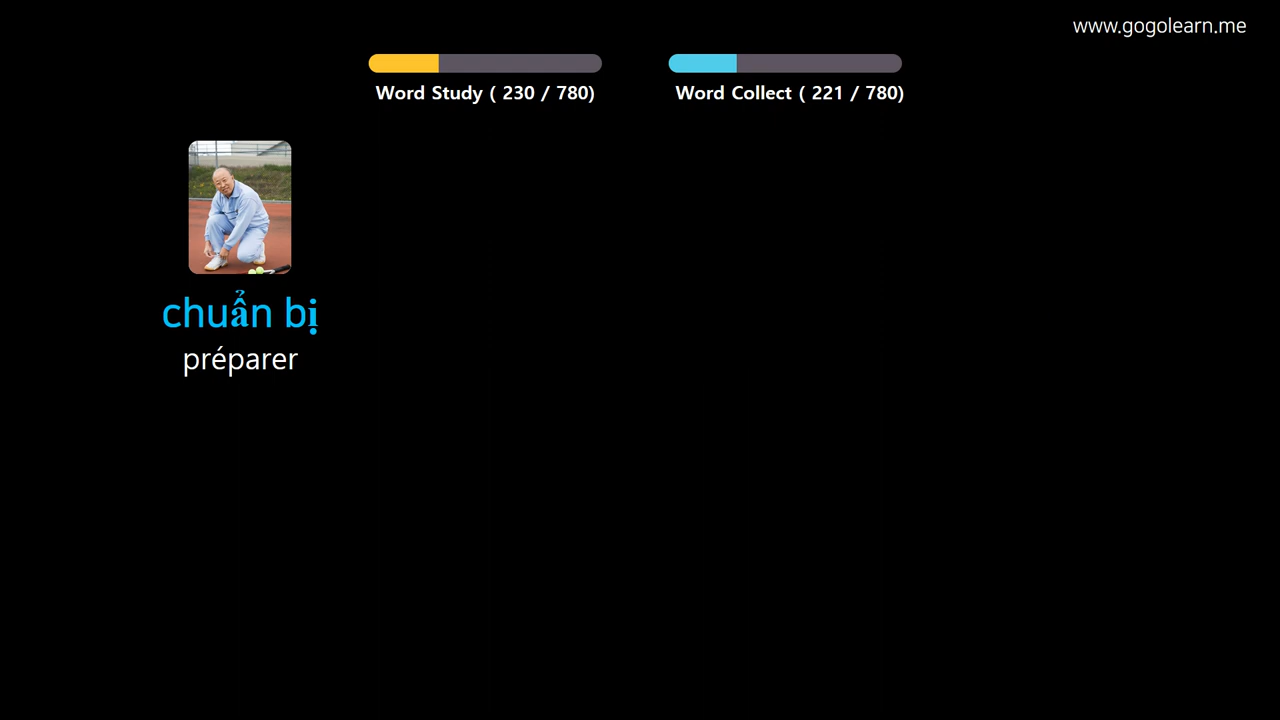 www.gogolearn.me
Word Study ( 230 / 780)
Word Collect ( 221 / 780)
chuẩn bị
préparer